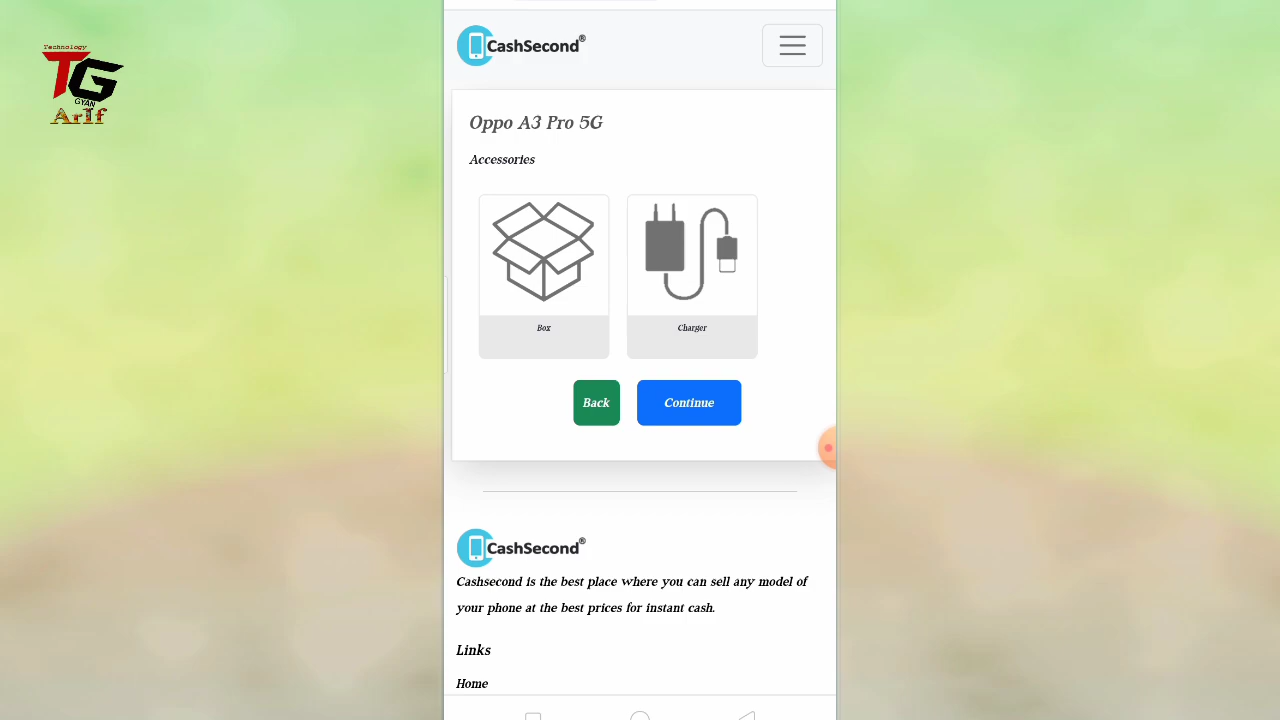 Technology
TG
GYAN
ArIf
CashSecond®
Oppo A3 Pro 5G
Accessories
Box
Charger
Back
Continue
CashSecond®
Cashsecond is the best place where you can sell any model of
your phone at the best prices for instant cash.
Links
Home